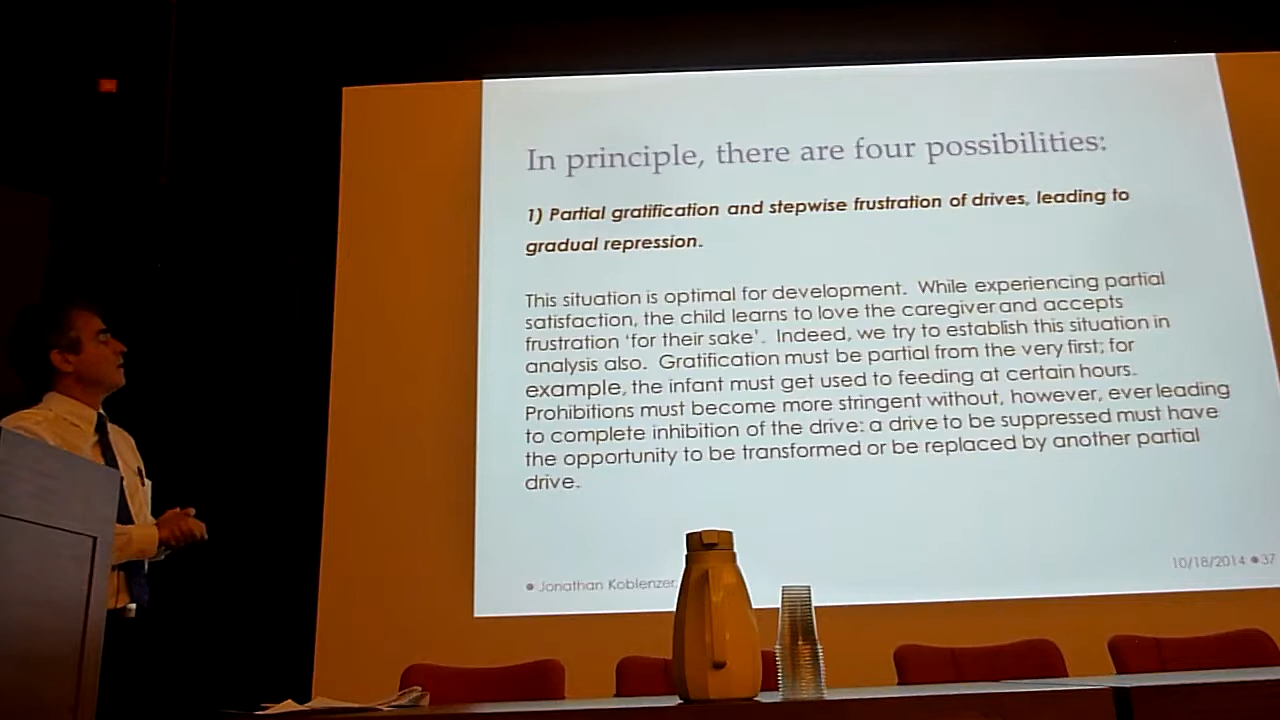 In principle, there are four possibilities:
1) Partial gratification and stepwise frustration of drives, leading to
gradual repression.
This situation is optimal for development. While experiencing partial
satisfaction, the child learns to love the caregiver and accepts
frustration 'for their sake'. Indeed, we try to establish this situation in
analysis also. Gratification must be partial from the very first; for
example, the infant must get used to feeding at certain hours.
Prohibitions must become more stringent without, however, ever leading
to complete inhibition of the drive: a drive to be suppressed must have
the opportunity to be transformed or be replaced by another partial
drive.
• Jonathan Koblenzer
10/18/2014 • 37